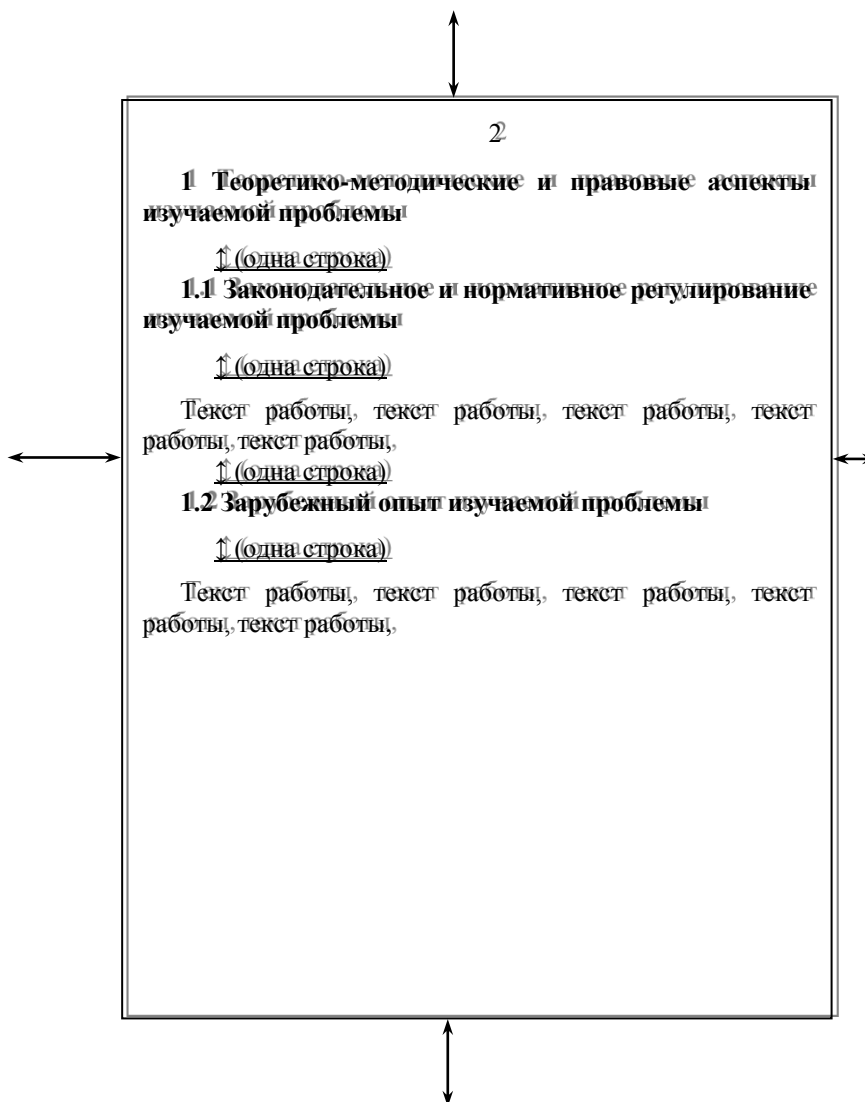 2
1 Теоретико-методические и правовые аспекты
изучаемой проблемы
↕ (одна строка)
1.1 Законодательное и нормативное регулирование
изучаемой проблемы
↕ (одна строка)
Текст работы, текст работы, текст работы, текст
работы, текст работы,
↕ (одна строка)
1.2 Зарубежный опыт изучаемой проблемы
↕ (одна строка)
Текст работы, текст работы, текст работы, текст
работы, текст работы,